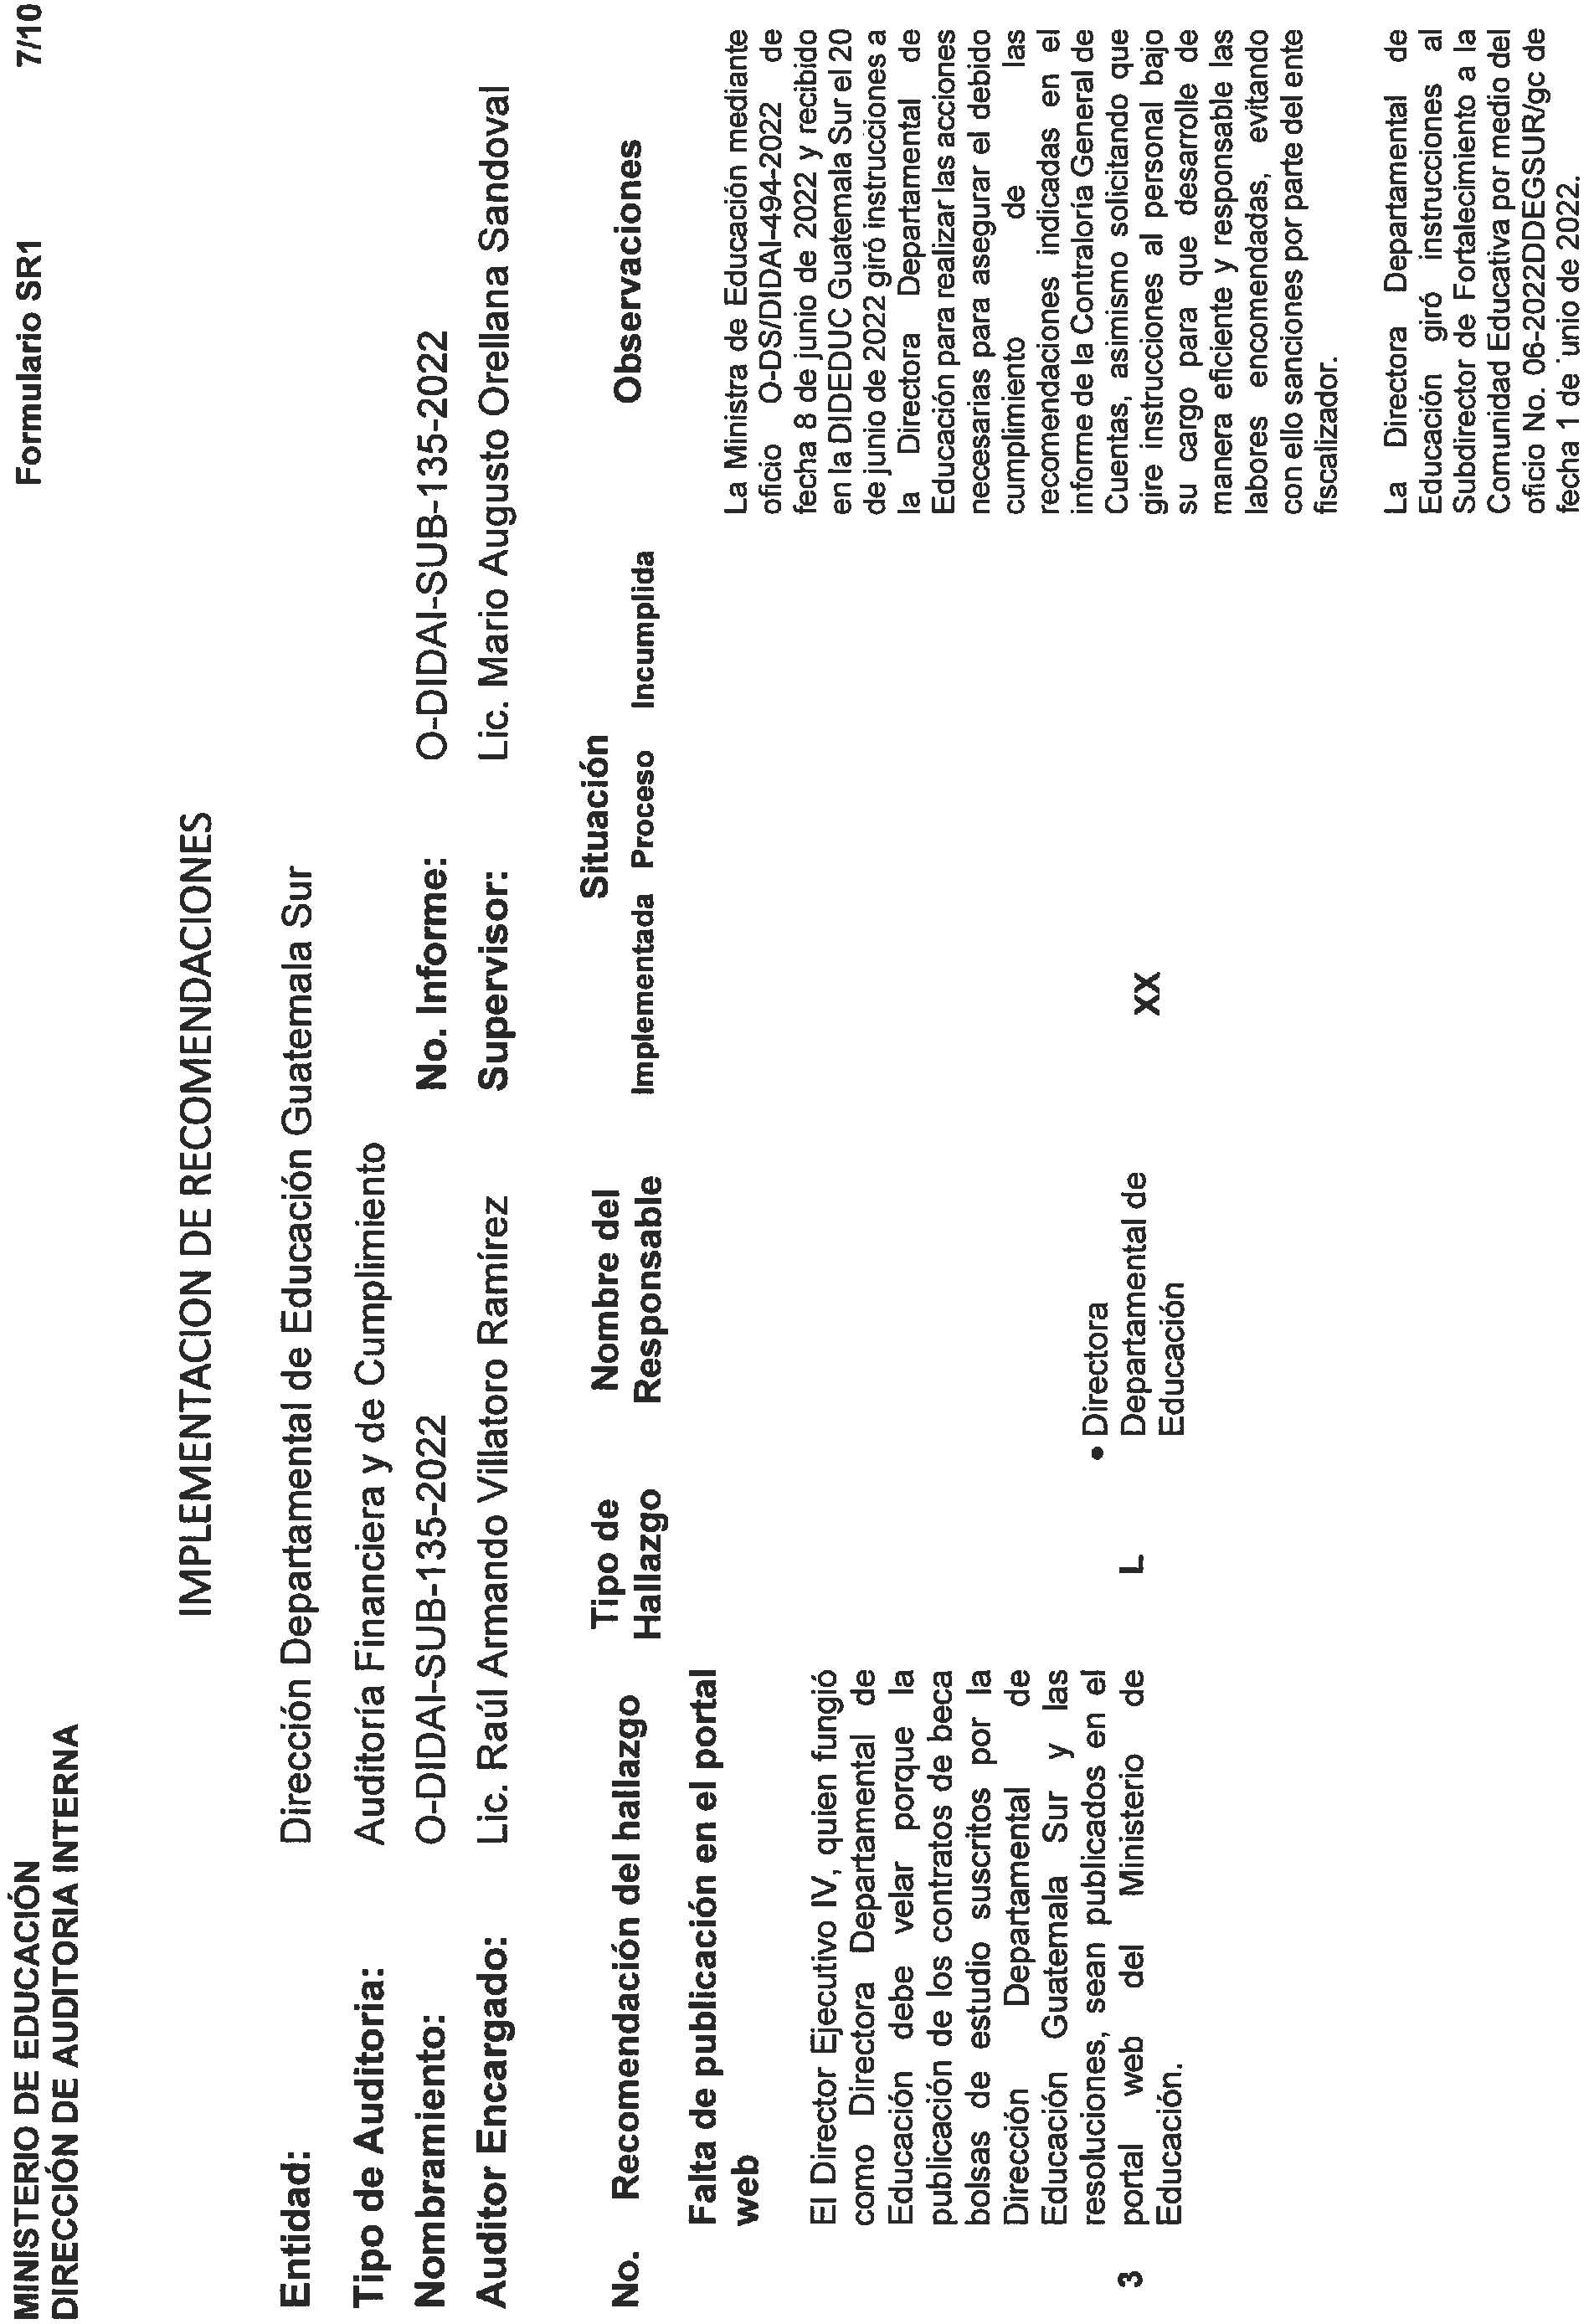 MINISTERIO DE EDUCACIÓN
DIRECCIÓN DE AUDITORIA INTERNA
Formulario SR1 7/10
IMPLEMENTACION DE RECOMENDACIONES
Entidad: Dirección Departamental de Educación Guatemala Sur
Tipo de Auditoria: Auditoría Financiera y de Cumplimiento
Nombramiento: O-DIDAI-SUB-135-2022 No. Informe: O-DIDAI-SUB-135-2022
Auditor Encargado: Lic. Raúl Armando Villatoro Ramírez Supervisor: Lic. Mario Augusto Orellana Sandoval
No. Recomendación del hallazgo
Tipo de
Hallazgo
Nombre del
Responsable
Situación
Implementada Proceso Incumplida
Observaciones
Falta de publicación en el portal
web
3
El Director Ejecutivo IV, quien fungió
como Directora Departamental de
Educación debe velar porque la
publicación de los contratos de beca
bolsas de estudio suscritos por la
Dirección Departamental de
Educación Guatemala Sur y las
resoluciones, sean publicados en el
portal web del Ministerio de
Educación.
L
• Directora
Departamental de
Educación
XX
La Ministra de Educación mediante
oficio O-DS/DIDAI-494-2022 de
fecha 8 de junio de 2022 y recibido
en la DIDEDUC Guatemala Sur el 20
de junio de 2022 giró instrucciones a
la Directora Departamental de
Educación para realizar las acciones
necesarias para asegurar el debido
cumplimiento de las
recomendaciones indicadas en el
informe de la Contraloría General de
Cuentas, asimismo solicitando que
gire instrucciones al personal bajo
su cargo para que desarrolle de
manera eficiente y responsable las
labores encomendadas, evitando
con ello sanciones por parte del ente
fiscalizador.
La Directora Departamental de
Educación giró instrucciones al
Subdirector de Fortalecimiento a la
Comunidad Educativa por medio del
oficio No. 06-2022DDEGSUR/gc de
fecha 1 de junio de 2022.